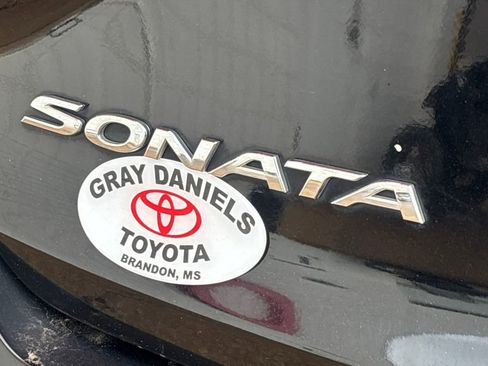 SONATA
GRAY DANIELS
TOYOTA
BRANDON, MS